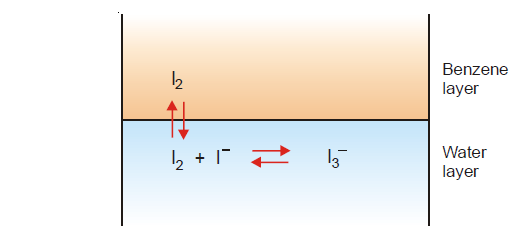 I₂
Benzene
layer
I₂ + I⁻ ⇄ I₃⁻
Water
layer